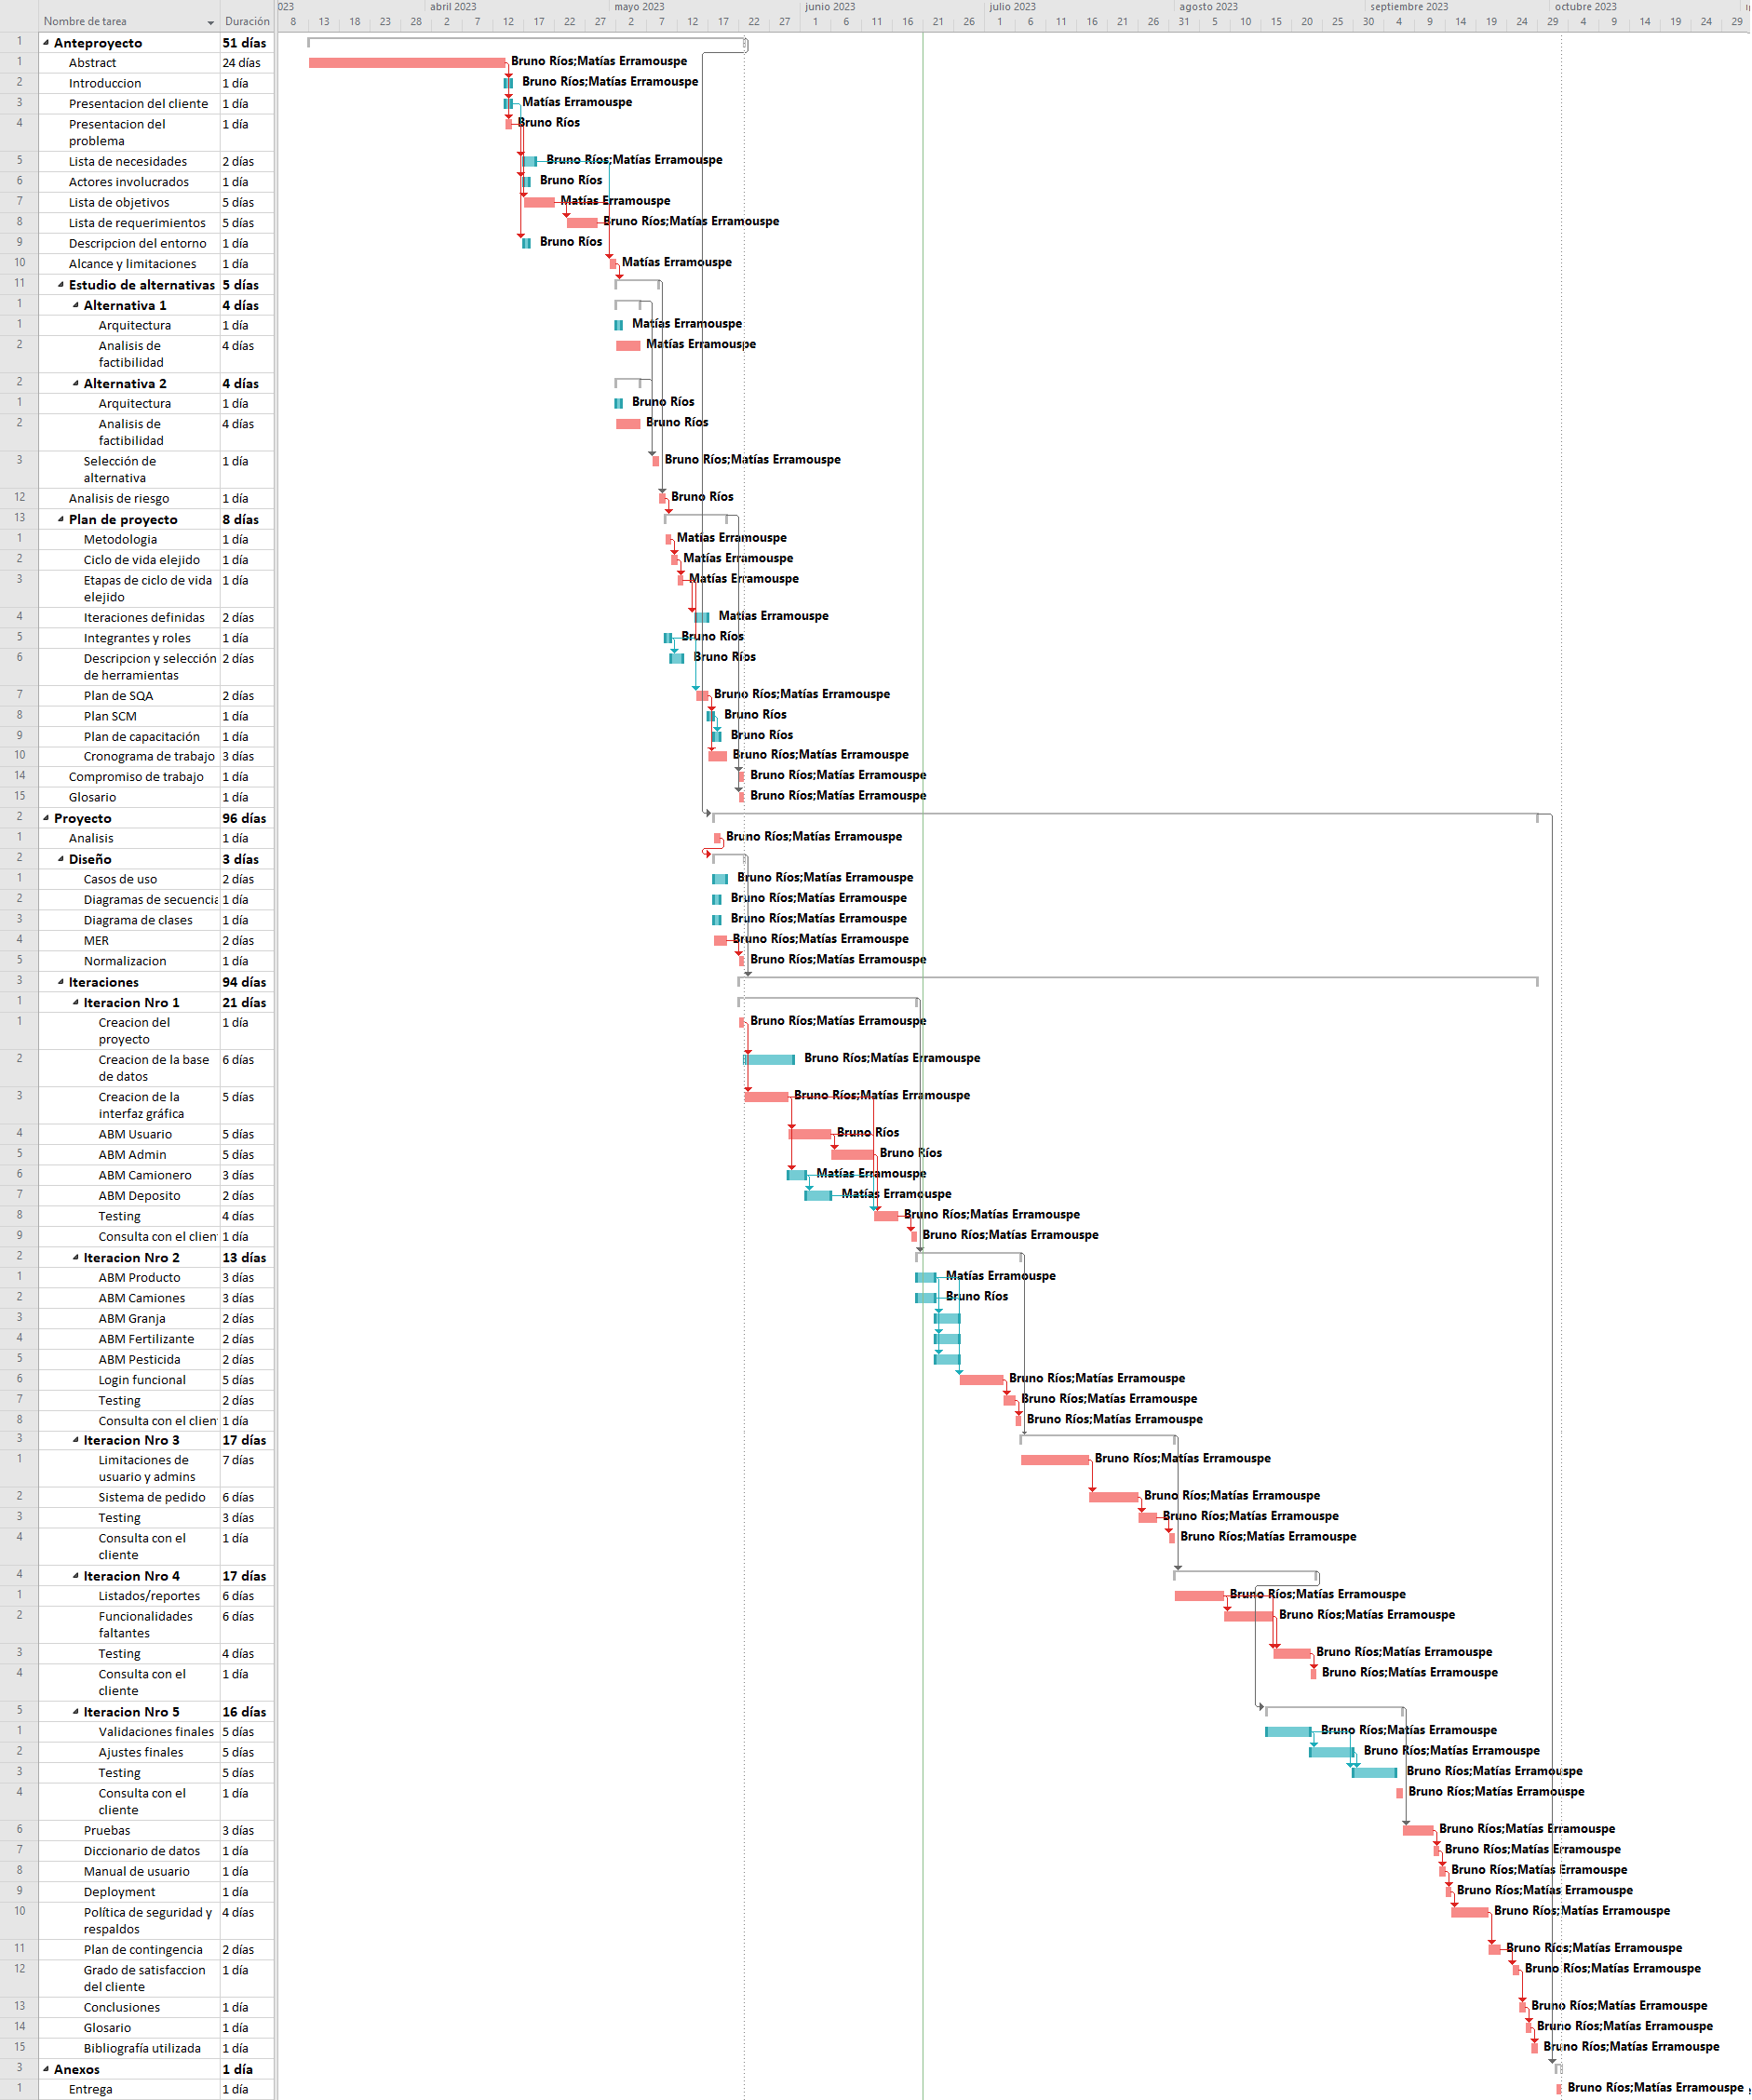 023 abril 2023 mayo 2023 junio 2023 julio 2023 agosto 2023 septiembre 2023 octubre 2023
Nombre de tarea Duración 8 13 18 23 28 2 7 12 17 22 27 2 7 12 17 22 27 1 6 11 16 21 26 1 6 11 16 21 26 31 5 10 15 20 25 30 4 9 14 19 24 29 4 9 14 19 24 29
1 Anteproyecto 51 días
1 Abstract 24 días Bruno Ríos;Matías Erramouspe
2 Introduccion 1 día Bruno Ríos;Matías Erramouspe
3 Presentacion del cliente 1 día Matías Erramouspe
4 Presentacion del 1 día Bruno Ríos
problema
5 Lista de necesidades 2 días Bruno Ríos;Matías Erramouspe
6 Actores involucrados 1 día Bruno Ríos
7 Lista de objetivos 5 días Matías Erramouspe
8 Lista de requerimientos 5 días Bruno Ríos;Matías Erramouspe
9 Descripcion del entorno 1 día Bruno Ríos
10 Alcance y limitaciones 1 día Matías Erramouspe
11 Estudio de alternativas 5 días
1 Alternativa 1 4 días
1 Arquitectura 1 día Matías Erramouspe
2 Analisis de 4 días Matías Erramouspe
factibilidad
2 Alternativa 2 4 días
1 Arquitectura 1 día Bruno Ríos
2 Analisis de 4 días Bruno Ríos
factibilidad
3 Selección de 1 día Bruno Ríos;Matías Erramouspe
alternativa
12 Analisis de riesgo 1 día Bruno Ríos
13 Plan de proyecto 8 días
1 Metodologia 1 día Matías Erramouspe
2 Ciclo de vida elejido 1 día Matías Erramouspe
3 Etapas de ciclo de vida 1 día Matías Erramouspe
elejido
4 Iteraciones definidas 2 días Matías Erramouspe
5 Integrantes y roles 1 día Bruno Ríos
6 Descripcion y selección 2 días Bruno Ríos
de herramientas
7 Plan de SQA 2 días Bruno Ríos;Matías Erramouspe
8 Plan SCM 1 día Bruno Ríos
9 Plan de capacitación 1 día Bruno Ríos
10 Cronograma de trabajo 3 días Bruno Ríos;Matías Erramouspe
14 Compromiso de trabajo 1 día Bruno Ríos;Matías Erramouspe
15 Glosario 1 día Bruno Ríos;Matías Erramouspe
2 Proyecto 96 días
1 Analisis 1 día Bruno Ríos;Matías Erramouspe
2 Diseño 3 días
1 Casos de uso 2 días Bruno Ríos;Matías Erramouspe
2 Diagramas de secuencia 1 día Bruno Ríos;Matías Erramouspe
3 Diagrama de clases 1 día Bruno Ríos;Matías Erramouspe
4 MER 2 días Bruno Ríos;Matías Erramouspe
5 Normalizacion 1 día Bruno Ríos;Matías Erramouspe
3 Iteraciones 94 días
1 Iteracion Nro 1 21 días
1 Creacion del 1 día Bruno Ríos;Matías Erramouspe
proyecto
2 Creacion de la base 6 días Bruno Ríos;Matías Erramouspe
de datos
3 Creacion de la 5 días Bruno Ríos;Matías Erramouspe
interfaz gráfica
4 ABM Usuario 5 días Bruno Ríos
5 ABM Admin 5 días Bruno Ríos
6 ABM Camionero 3 días Matías Erramouspe
7 ABM Deposito 2 días Matías Erramouspe
8 Testing 4 días Bruno Ríos;Matías Erramouspe
9 Consulta con el clien 1 día Bruno Ríos;Matías Erramouspe
2 Iteracion Nro 2 13 días
1 ABM Producto 3 días Matías Erramouspe
2 ABM Camiones 3 días Bruno Ríos
3 ABM Granja 2 días
4 ABM Fertilizante 2 días
5 ABM Pesticida 2 días
6 Login funcional 5 días Bruno Ríos;Matías Erramouspe
7 Testing 2 días Bruno Ríos;Matías Erramouspe
8 Consulta con el clien 1 día Bruno Ríos;Matías Erramouspe
3 Iteracion Nro 3 17 días
1 Limitaciones de 7 días Bruno Ríos;Matías Erramouspe
usuario y admins
2 Sistema de pedido 6 días Bruno Ríos;Matías Erramouspe
3 Testing 3 días Bruno Ríos;Matías Erramouspe
4 Consulta con el 1 día Bruno Ríos;Matías Erramouspe
cliente
4 Iteracion Nro 4 17 días
1 Listados/reportes 6 días Bruno Ríos;Matías Erramouspe
2 Funcionalidades 6 días Bruno Ríos;Matías Erramouspe
faltantes
3 Testing 4 días Bruno Ríos;Matías Erramouspe
4 Consulta con el 1 día Bruno Ríos;Matías Erramouspe
cliente
5 Iteracion Nro 5 16 días
1 Validaciones finales 5 días Bruno Ríos;Matías Erramouspe
2 Ajustes finales 5 días Bruno Ríos;Matías Erramouspe
3 Testing 5 días Bruno Ríos;Matías Erramouspe
4 Consulta con el 1 día Bruno Ríos;Matías Erramouspe
cliente
6 Pruebas 3 días Bruno Ríos;Matías Erramouspe
7 Diccionario de datos 1 día Bruno Ríos;Matías Erramouspe
8 Manual de usuario 1 día Bruno Ríos;Matías Erramouspe
9 Deployment 1 día Bruno Ríos;Matías Erramouspe
10 Política de seguridad y 4 días Bruno Ríos;Matías Erramouspe
respaldos
11 Plan de contingencia 2 días Bruno Ríos;Matías Erramouspe
12 Grado de satisfaccion 1 día Bruno Ríos;Matías Erramouspe
del cliente
13 Conclusiones 1 día Bruno Ríos;Matías Erramouspe
14 Glosario 1 día Bruno Ríos;Matías Erramouspe
15 Bibliografía utilizada 1 día Bruno Ríos;Matías Erramouspe
3 Anexos 1 día
1 Entrega 1 día Bruno Ríos;Matías Erramouspe